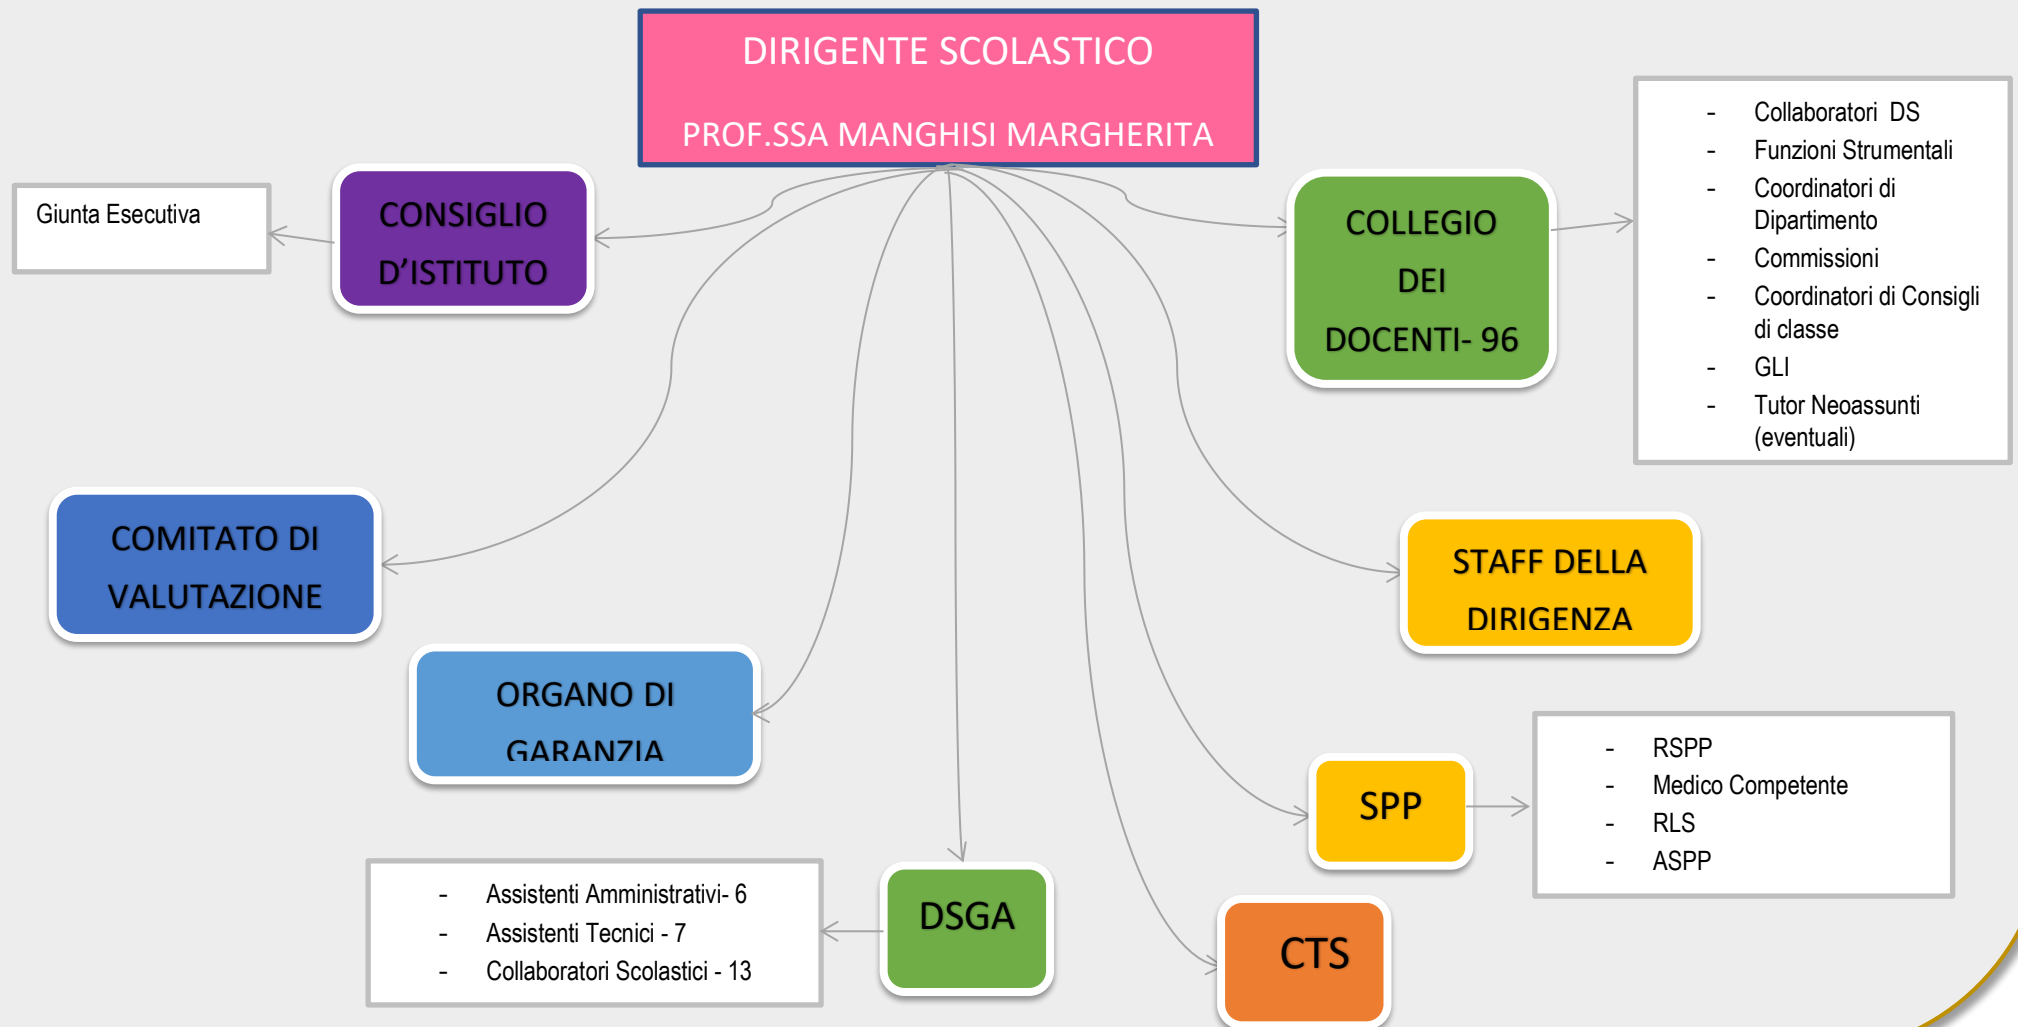 DIRIGENTE SCOLASTICO
PROF.SSA MANGHISI MARGHERITA
Giunta Esecutiva
CONSIGLIO
D’ISTITUTO
COLLEGIO
DEI
DOCENTI- 96
- Collaboratori DS
- Funzioni Strumentali
- Coordinatori di
Dipartimento
- Commissioni
- Coordinatori di Consigli
di classe
- GLI
- Tutor Neoassunti
(eventuali)
COMITATO DI
VALUTAZIONE
STAFF DELLA
DIRIGENZA
ORGANO DI
GARANZIA
SPP
- RSPP
- Medico Competente
- RLS
- ASPP
- Assistenti Amministrativi- 6
- Assistenti Tecnici - 7
- Collaboratori Scolastici - 13
DSGA
CTS